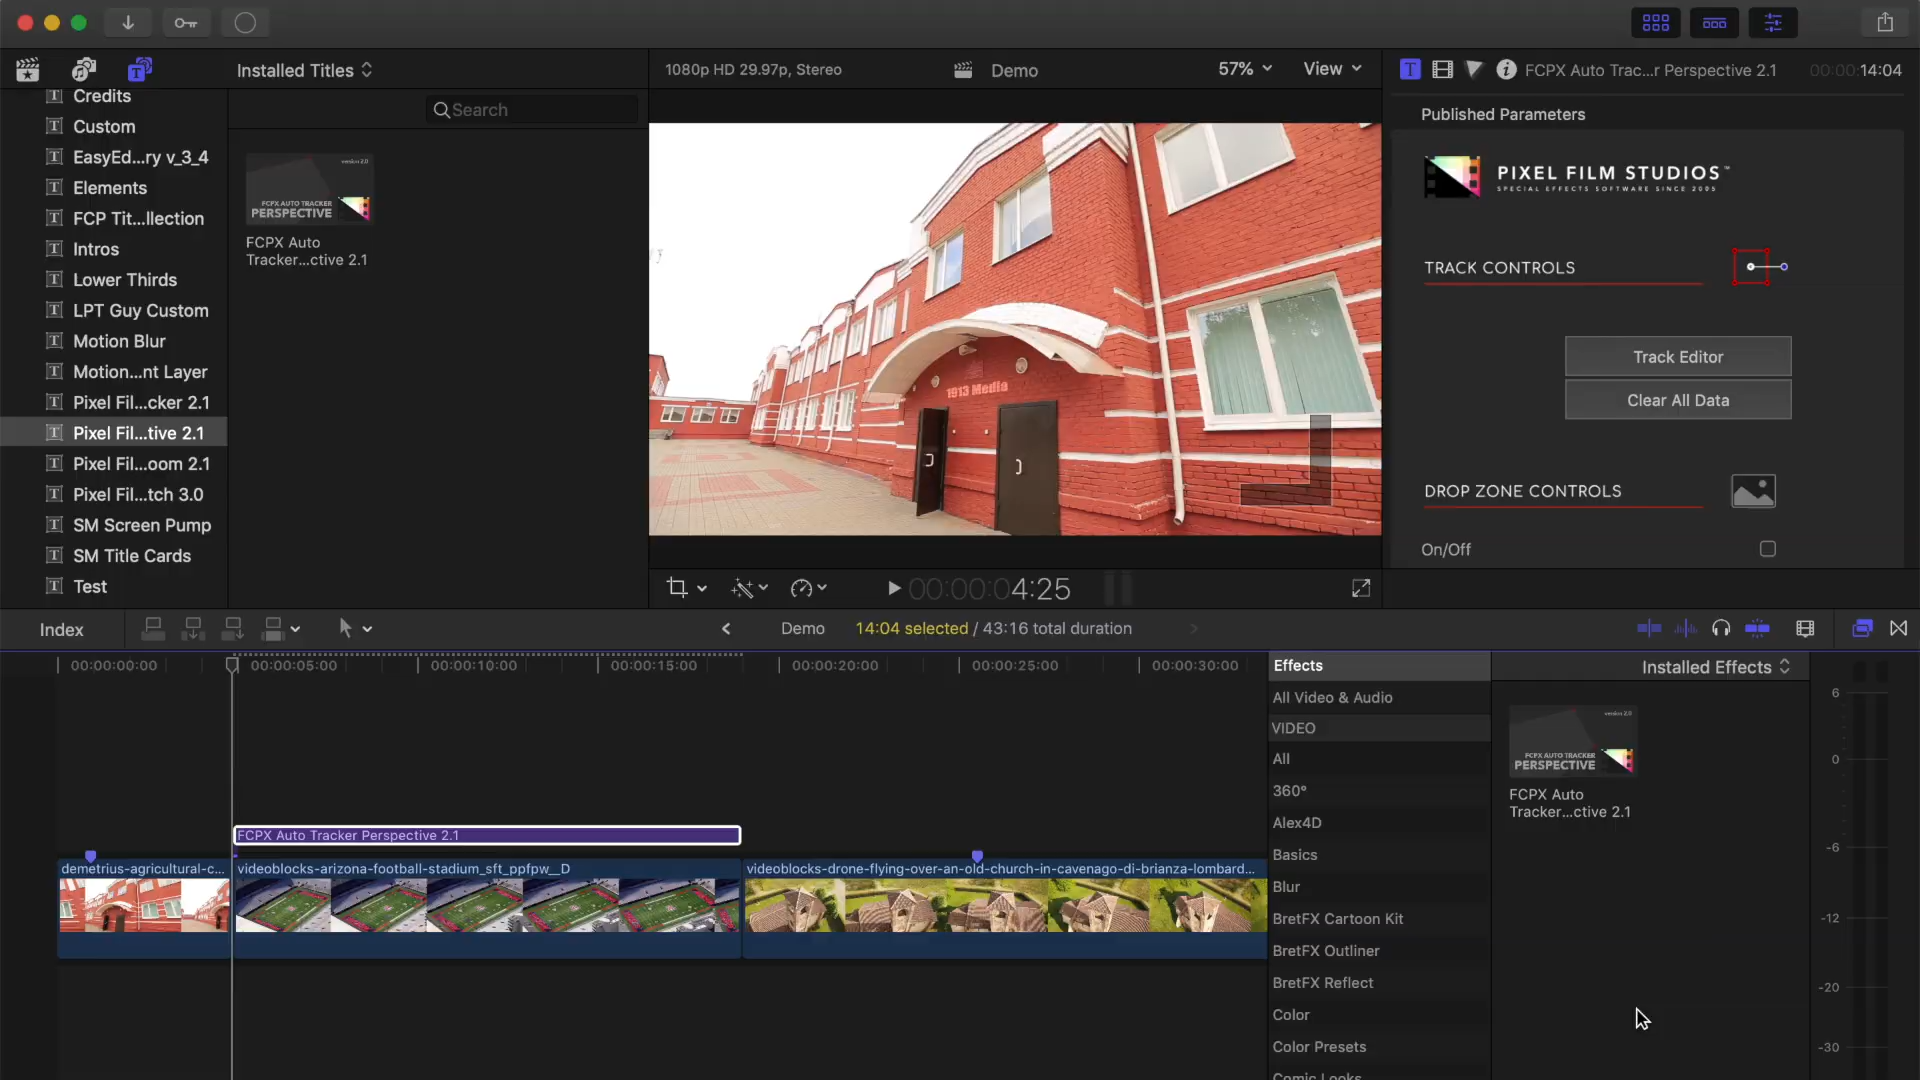 Installed Titles
1080p HD 29.97p, Stereo
Demo
57%
View
FCPX Auto Trac...r Perspective 2.1
00:00:14:04
Credits
Custom
EasyEd...ry v_3_4
Elements
FCP Tit...llection
Intros
Lower Thirds
LPT Guy Custom
Motion Blur
Motion...nt Layer
Pixel Fil...cker 2.1
Pixel Fil...tive 2.1
Pixel Fil...oom 2.1
Pixel Fil...tch 3.0
SM Screen Pump
SM Title Cards
Test
Search
version 2.0
FCPX AUTO TRACKER
PERSPECTIVE
FCPX Auto
Tracker...ctive 2.1
1913 Media
Published Parameters
PIXEL FILM STUDIOS™
SPECIAL EFFECTS SOFTWARE SINCE 2005
TRACK CONTROLS
Track Editor
Clear All Data
DROP ZONE CONTROLS
On/Off
00:00:04:25
Index
Demo
14:04 selected / 43:16 total duration
00:00:00:00
00:00:05:00
00:00:10:00
00:00:15:00
00:00:20:00
00:00:25:00
00:00:30:00
FCPX Auto Tracker Perspective 2.1
demetrius-agricultural-c...
videoblocks-arizona-football-stadium_sft_ppfpw__D
videoblocks-drone-flying-over-an-old-church-in-cavenago-di-brianza-lombard...
Effects
All Video & Audio
VIDEO
All
360°
Alex4D
Basics
Blur
BretFX Cartoon Kit
BretFX Outliner
BretFX Reflect
Color
Color Presets
Comic Looks
Installed Effects
version 2.0
FCPX AUTO TRACKER
PERSPECTIVE
FCPX Auto
Tracker...ctive 2.1
6
0
-6
-12
-20
-30